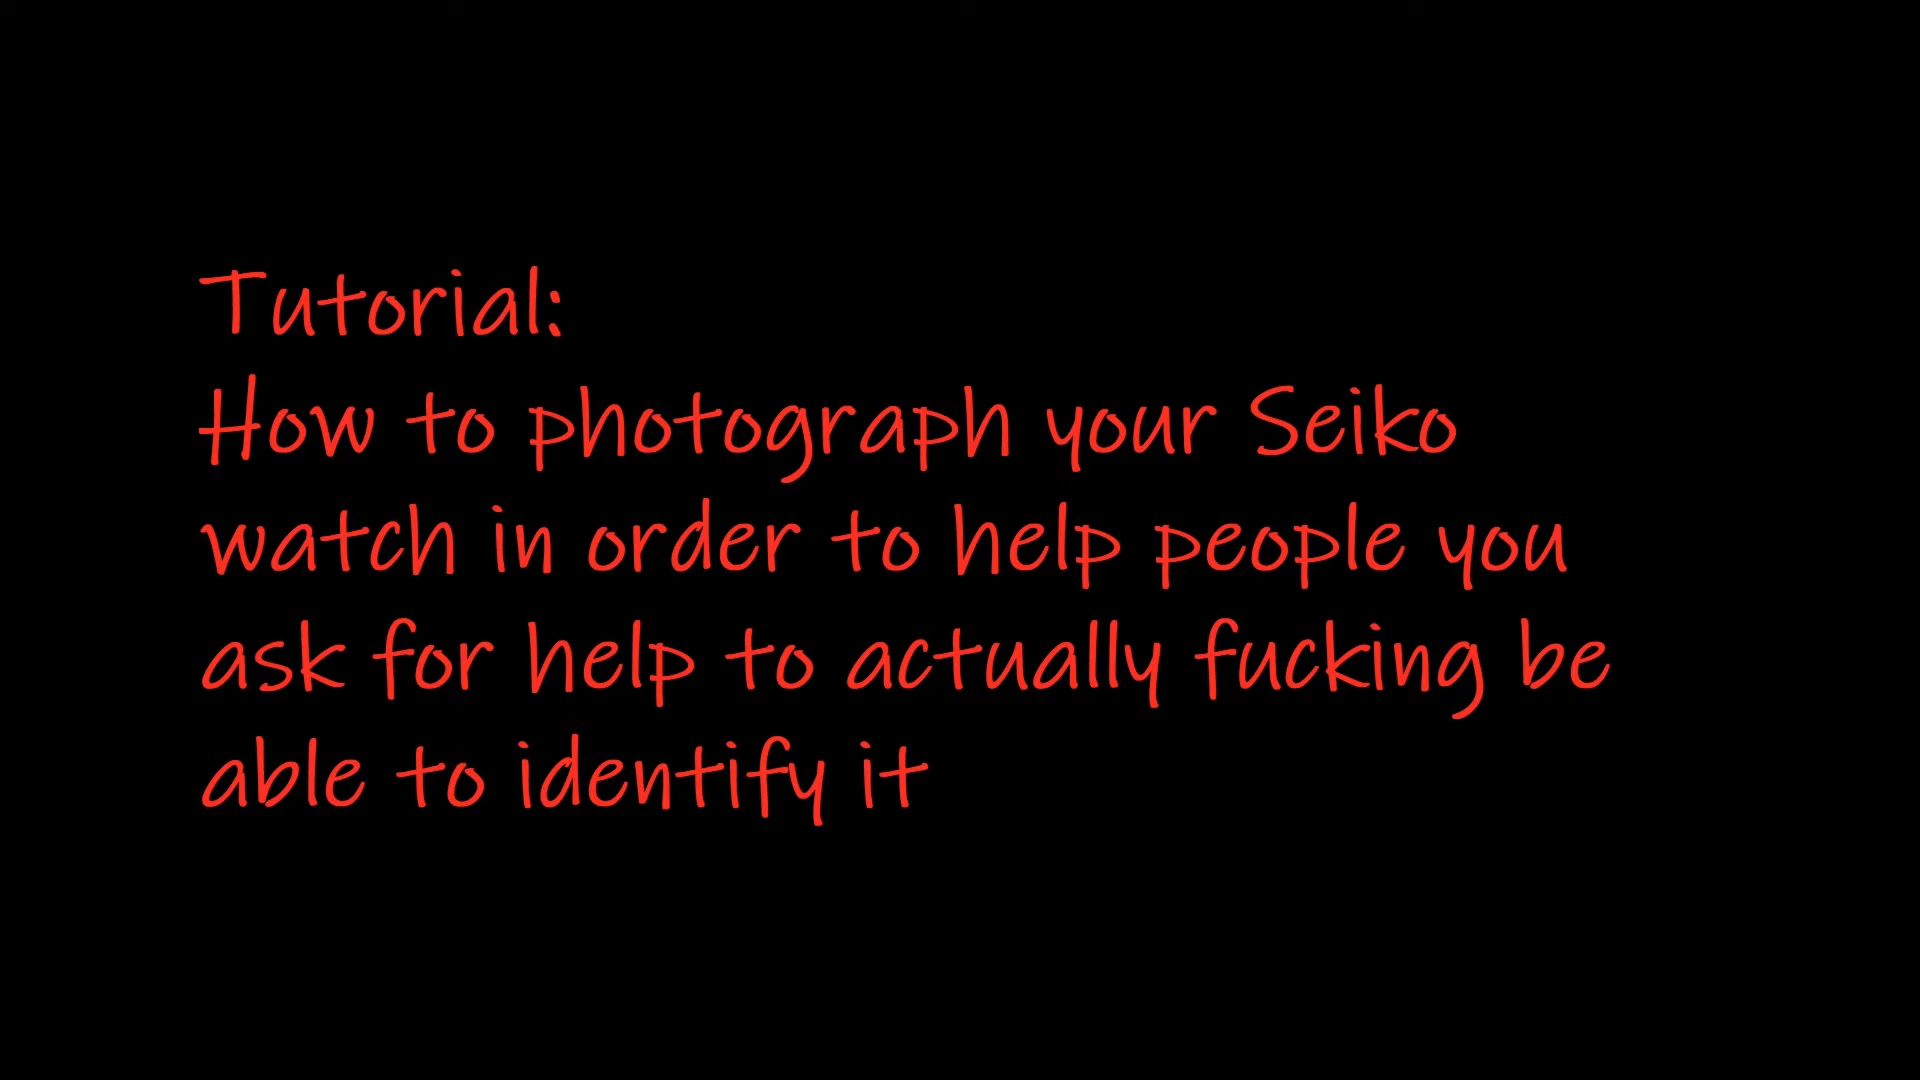 Tutorial:
How to photograph your Seiko
watch in order to help people you
ask for help to actually fucking be
able to identify it